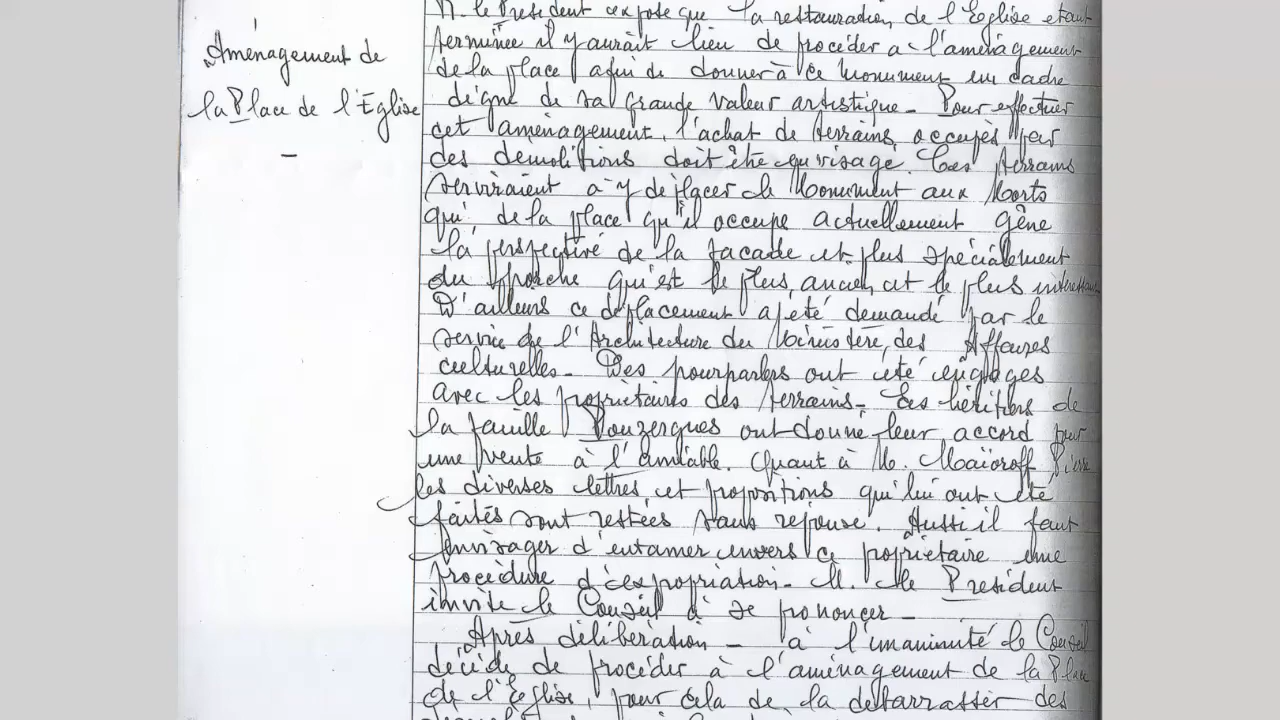 Aménagement de
la Place de l'Église
M. le Président expose que la restauration de l'Eglise étant
terminée il y aurait lieu de procéder à l'aménagement
de la place afin de donner à ce Monument un cadre
digne de sa grande valeur artistique - Pour effectuer
cet aménagement, l'achat de terrains occupés par
des démolitions doit être envisagé. Ces terrains
serviraient à y déplacer le Monument aux Morts
qui, de la place qu'il occupe actuellement gêne
la perspective de la façade et plus spécialement
du porche qui est le plus ancien et le plus intéressant
D'ailleurs ce déplacement a été demandé par le
service de l'Architecture du Ministère des Affaires
culturelles - Des pourparlers ont été engagés
avec les propriétaires des terrains - Les héritiers de
la famille Pouzergues ont donné leur accord pour
une vente à l'amiable. Quant à M. Maïoroff Pierre
les diverses lettres et propositions qui lui ont été
faites sont restées sans réponse. Aussi il faut
envisager d'entamer envers ce propriétaire une
procédure d'expropriation - M. le Président
invite le Conseil à se prononcer -
Après délibération - à l'unanimité le Conseil
décide de procéder à l'aménagement de la Place
de l'Eglise, pour cela de la débarrasser des